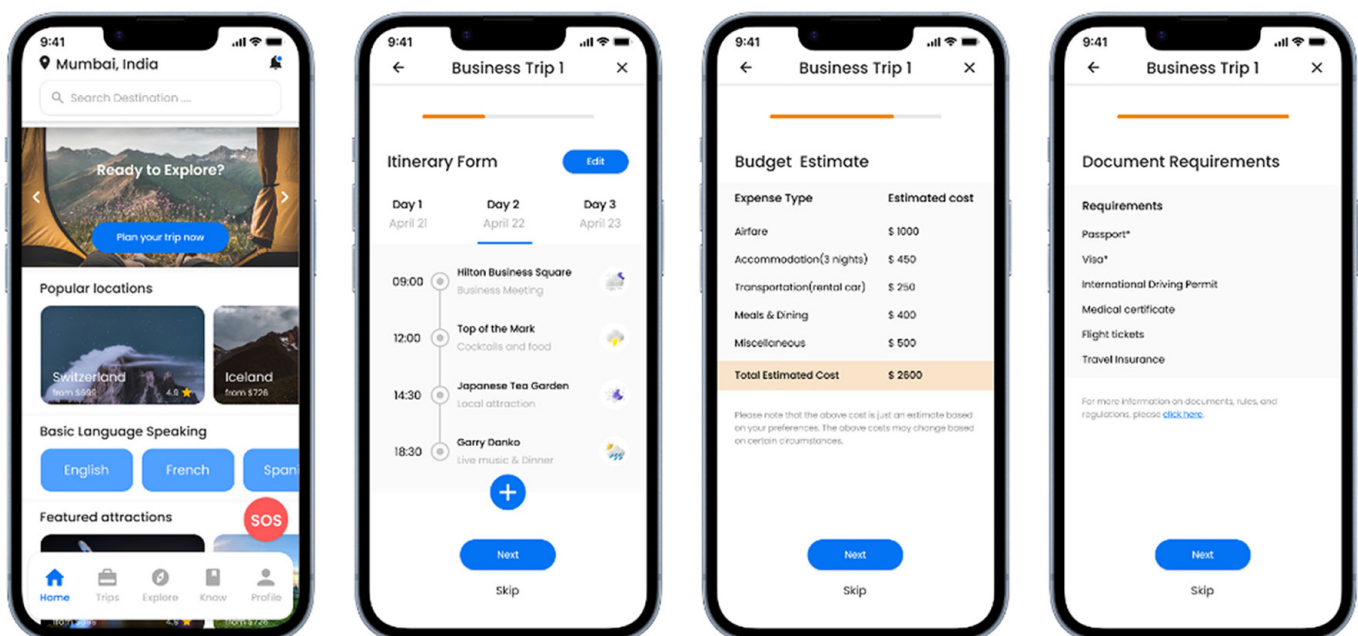 9:41
Mumbai, India
Search Destination ....
Ready to Explore?
Plan your trip now
Popular locations
Switzerland
from $699
4.9
Iceland
from $726
Basic Language Speaking
English
French
Spani
Featured attractions
SOS
Home
Trips
Explore
Know
Profile
from $699
4.9
from $726
9:41
Business Trip 1
Itinerary Form
Edit
Day 1
Day 2
Day 3
April 21
April 22
April 23
09:00
Hilton Business Square
Business Meeting
12:00
Top of the Mark
Cocktails and food
14:30
Japanese Tea Garden
Local attraction
18:30
Garry Danko
Live music & Dinner
Next
Skip
9:41
Business Trip 1
Budget Estimate
Expense Type Estimated cost
Airfare $ 1000
Accommodation(3 nights) $ 450
Transportation(rental car) $ 250
Meals & Dining $ 400
Miscellaneous $ 500
Total Estimated Cost $ 2600
Please note that the above cost is just an estimate based
on your preferences. The above costs may change based
on certain circumstances.
Next
Skip
9:41
Business Trip 1
Document Requirements
Requirements
Passport*
Visa*
International Driving Permit
Medical certificate
Flight tickets
Travel Insurance
For more information on documents, rules, and
regulations, please click here.
Next
Skip